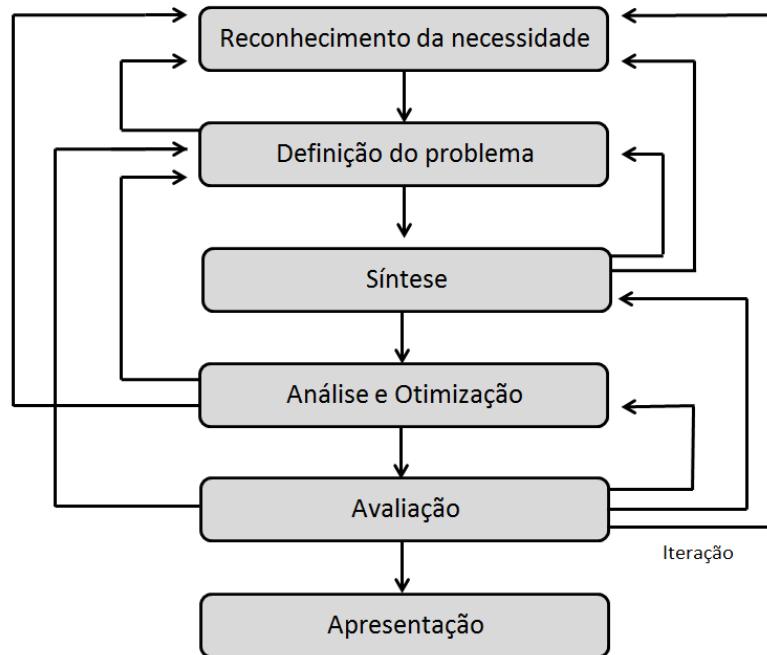 Reconhecimento da necessidade
Definição do problema
Síntese
Análise e Otimização
Avaliação
Iteração
Apresentação